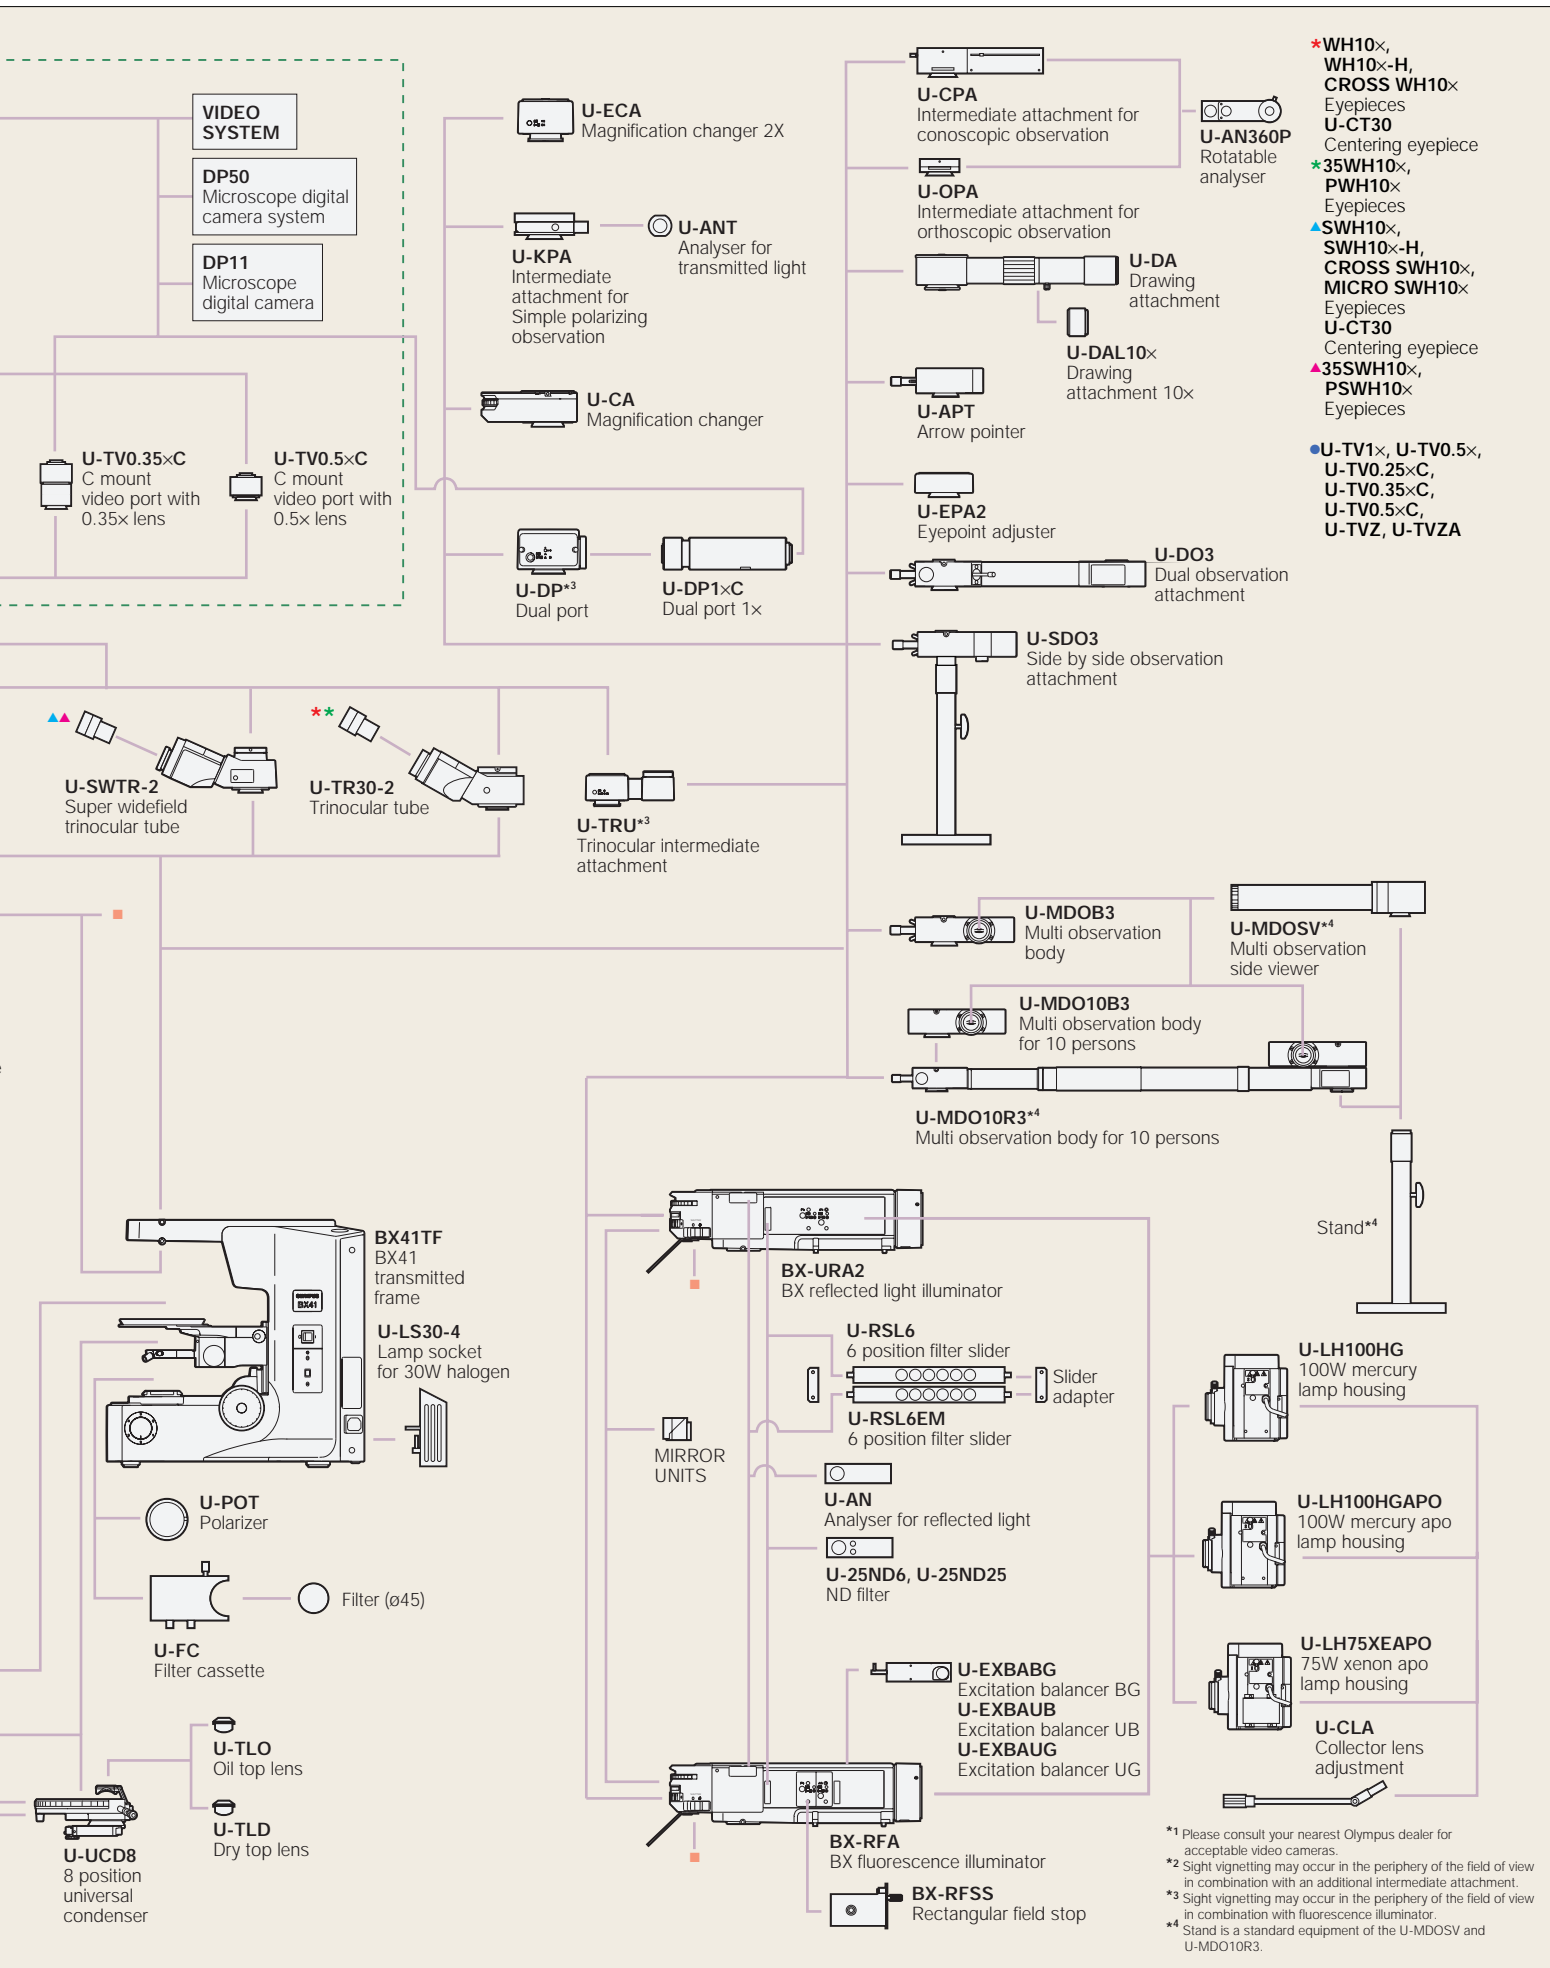 VIDEO
SYSTEM
DP50
Microscope digital
camera system
DP11
Microscope
digital camera
U-TV0.35×C
C mount
video port with
0.35× lens
U-TV0.5×C
C mount
video port with
0.5× lens
U-ECA
Magnification changer 2X
U-KPA
Intermediate
attachment for
Simple polarizing
observation
U-ANT
Analyser for
transmitted light
U-CA
Magnification changer
U-DP*3
Dual port
U-DP1×C
Dual port 1×
U-CPA
Intermediate attachment for
conoscopic observation
U-AN360P
Rotatable
analyser
U-OPA
Intermediate attachment for
orthoscopic observation
U-DA
Drawing
attachment
U-DAL10×
Drawing
attachment 10×
U-APT
Arrow pointer
U-EPA2
Eyepoint adjuster
U-DO3
Dual observation
attachment
U-SDO3
Side by side observation
attachment
*WH10×,
WH10×-H,
CROSS WH10×
Eyepieces
U-CT30
Centering eyepiece
*35WH10×,
PWH10×
Eyepieces
▲SWH10×,
SWH10×-H,
CROSS SWH10×,
MICRO SWH10×
Eyepieces
U-CT30
Centering eyepiece
▲35SWH10×,
PSWH10×
Eyepieces
●U-TV1×, U-TV0.5×,
U-TV0.25×C,
U-TV0.35×C,
U-TV0.5×C,
U-TVZ, U-TVZA
▲▲
U-SWTR-2
Super widefield
trinocular tube
**
U-TR30-2
Trinocular tube
U-TRU*3
Trinocular intermediate
attachment
U-MDOB3
Multi observation
body
U-MDOSV*4
Multi observation
side viewer
U-MDO10B3
Multi observation body
for 10 persons
U-MDO10R3*4
Multi observation body for 10 persons
Stand*4
OLYMPUS
BX41
BX41TF
BX41
transmitted
frame
U-LS30-4
Lamp socket
for 30W halogen
U-POT
Polarizer
Filter (ø45)
U-FC
Filter cassette
U-TLO
Oil top lens
U-TLD
Dry top lens
U-UCD8
8 position
universal
condenser
BX-URA2
BX reflected light illuminator
U-RSL6
6 position filter slider
Slider
adapter
U-RSL6EM
6 position filter slider
MIRROR
UNITS
U-AN
Analyser for reflected light
U-25ND6, U-25ND25
ND filter
U-EXBABG
Excitation balancer BG
U-EXBAUB
Excitation balancer UB
U-EXBAUG
Excitation balancer UG
BX-RFA
BX fluorescence illuminator
BX-RFSS
Rectangular field stop
U-LH100HG
100W mercury
lamp housing
U-LH100HGAPO
100W mercury apo
lamp housing
U-LH75XEAPO
75W xenon apo
lamp housing
U-CLA
Collector lens
adjustment
*1 Please consult your nearest Olympus dealer for
acceptable video cameras.
*2 Sight vignetting may occur in the periphery of the field of view
in combination with an additional intermediate attachment.
*3 Sight vignetting may occur in the periphery of the field of view
in combination with fluorescence illuminator.
*4 Stand is a standard equipment of the U-MDOSV and
U-MDO10R3.